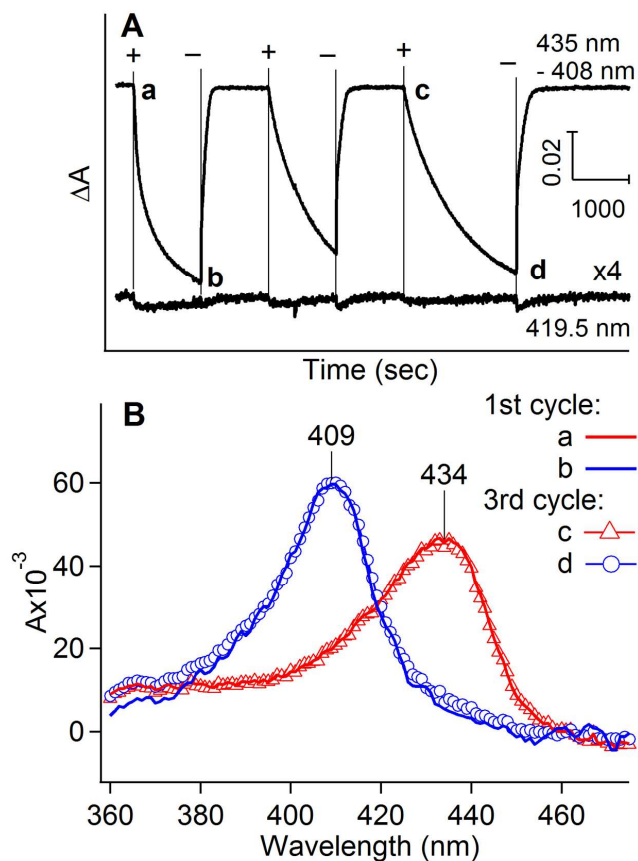 A
+ − + − + −
435 nm
- 408 nm
a
c
0.02
1000
ΔA
b
d
x4
419.5 nm
Time (sec)
B
409
434
1st cycle:
a
b
3rd cycle:
c
d
60
40
20
0
Ax10⁻³
360 400 420 440 460
Wavelength (nm)